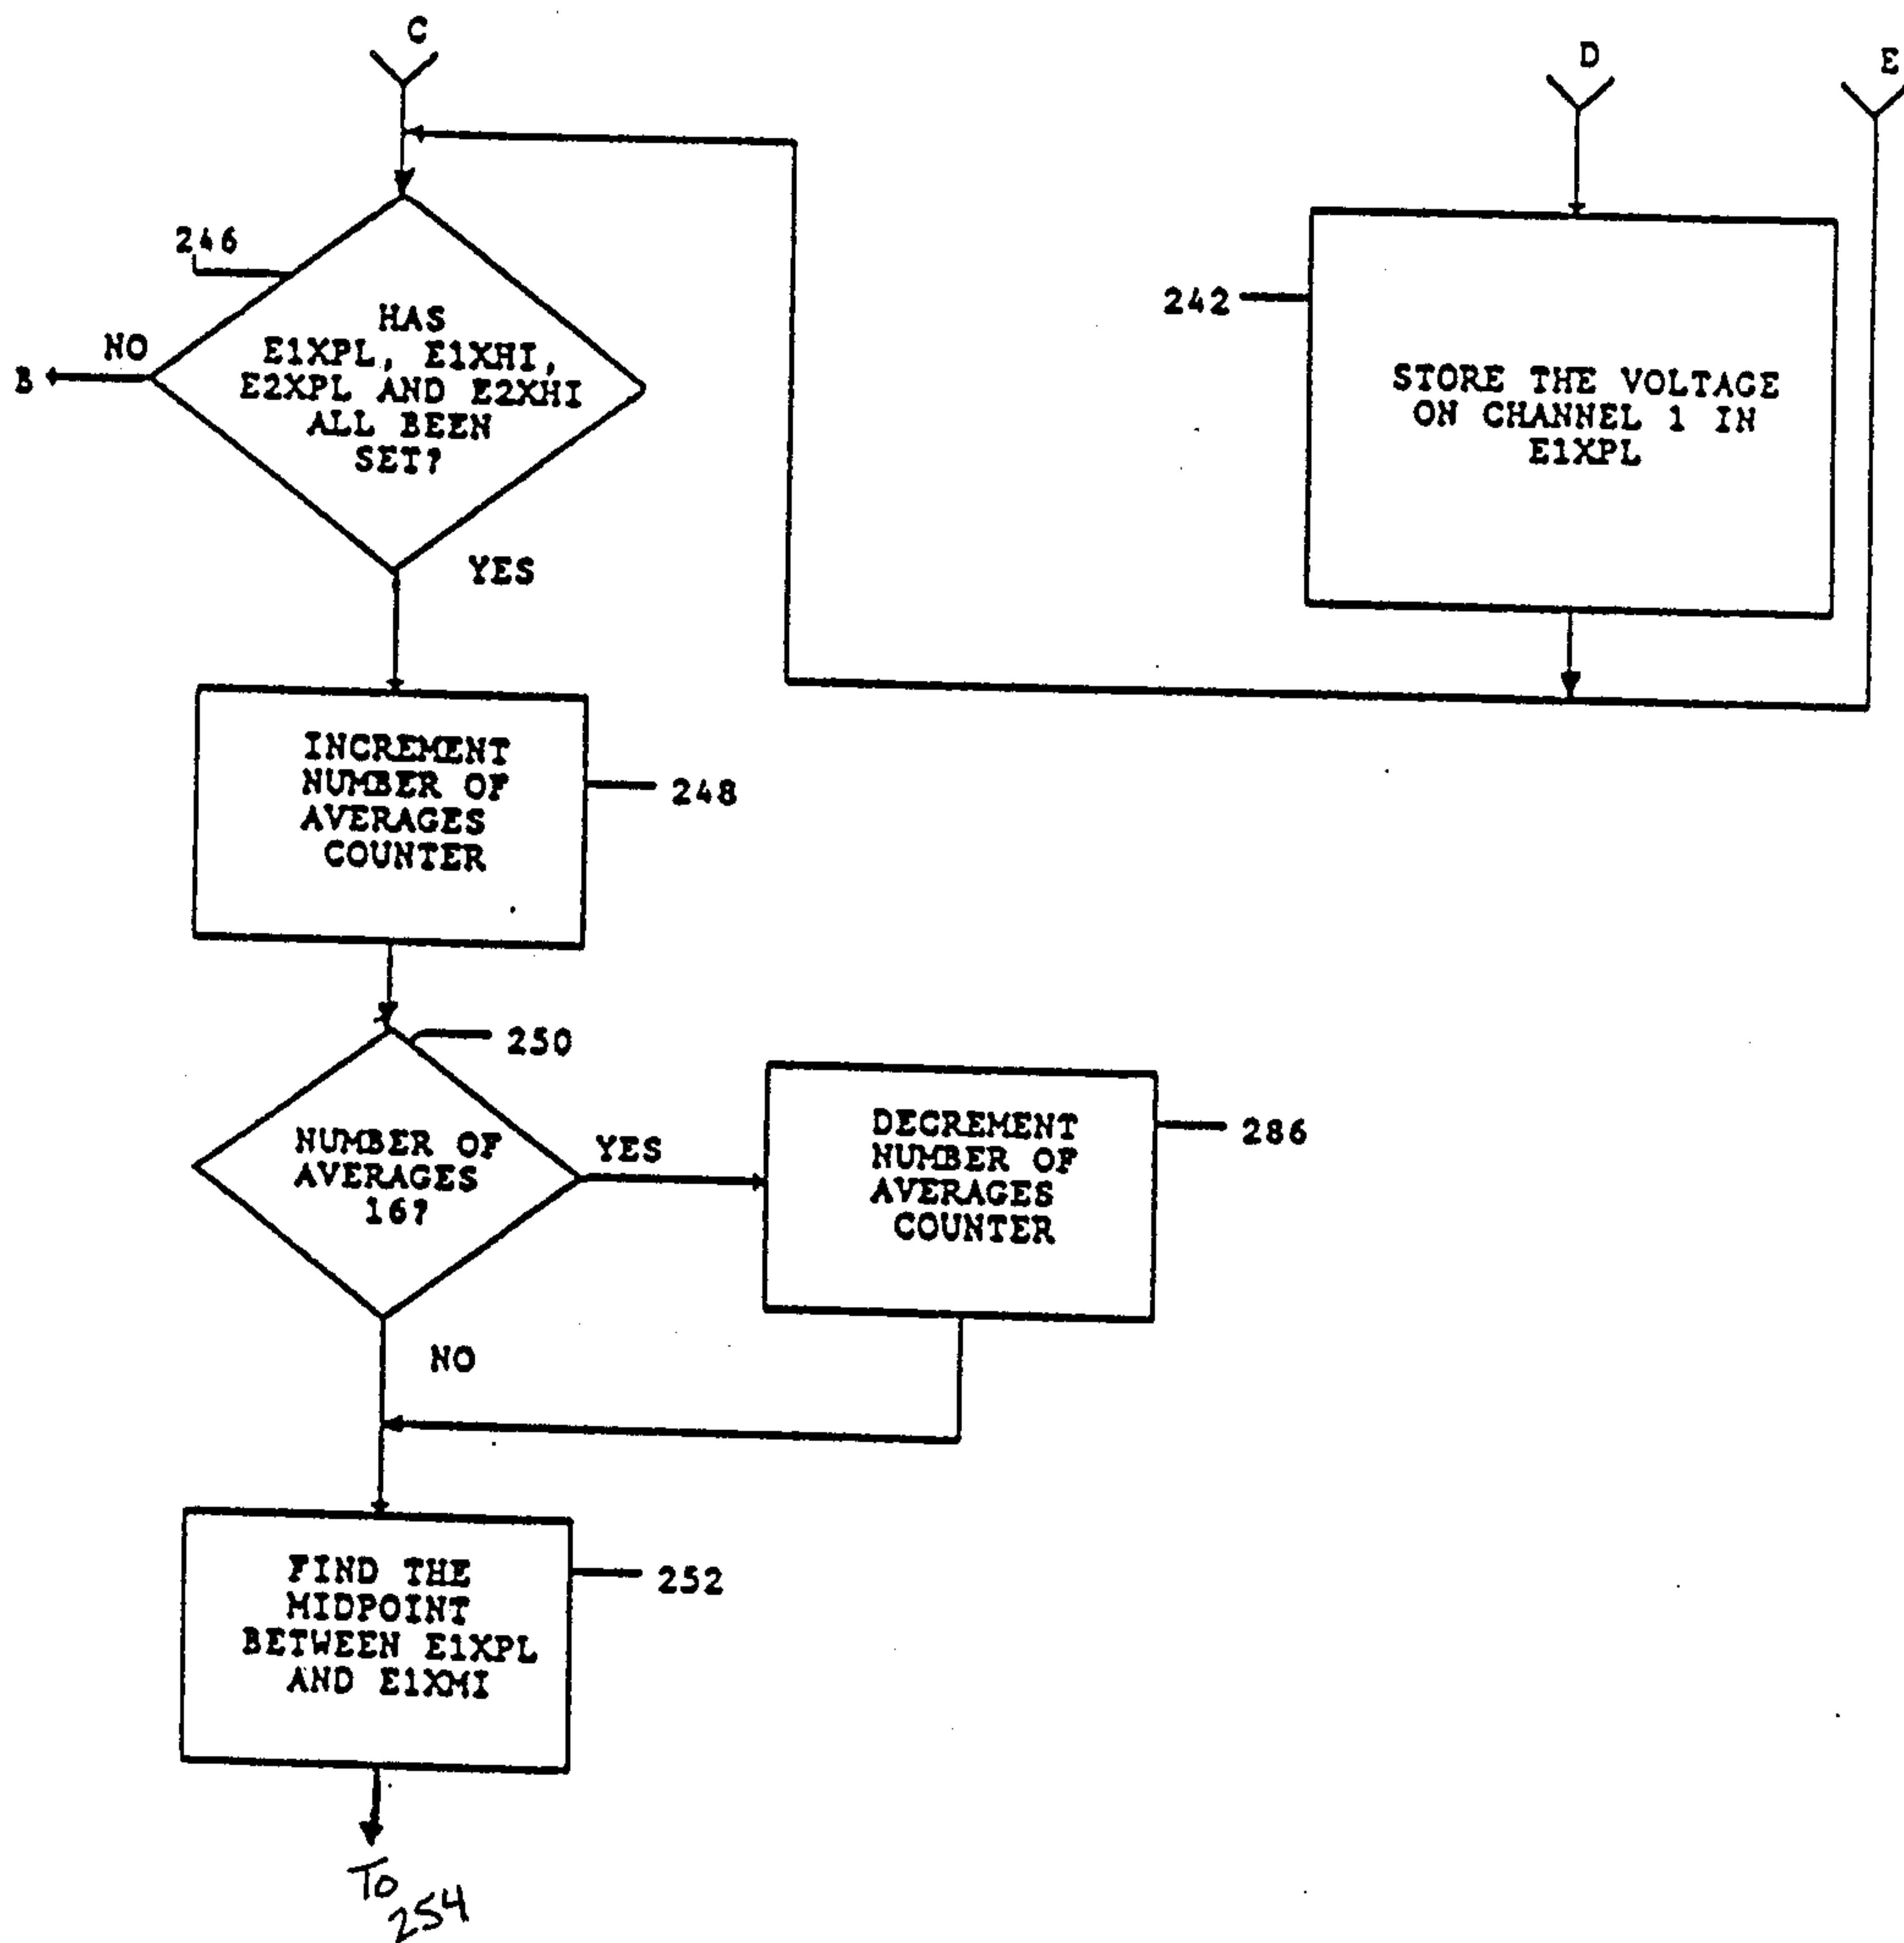 C
D
E
246
HAS
E1XPL, E1XHI,
E2XPL AND E2XHI
ALL BEEN
SET?
NO
B
YES
242
STORE THE VOLTAGE
ON CHANNEL 1 IN
E1XPL
INCREMENT
NUMBER OF
AVERAGES
COUNTER
248
250
NUMBER OF
AVERAGES
16?
YES
NO
DECREMENT
NUMBER OF
AVERAGES
COUNTER
286
FIND THE
MIDPOINT
BETWEEN E1XPL
AND E1XMI
252
To
254